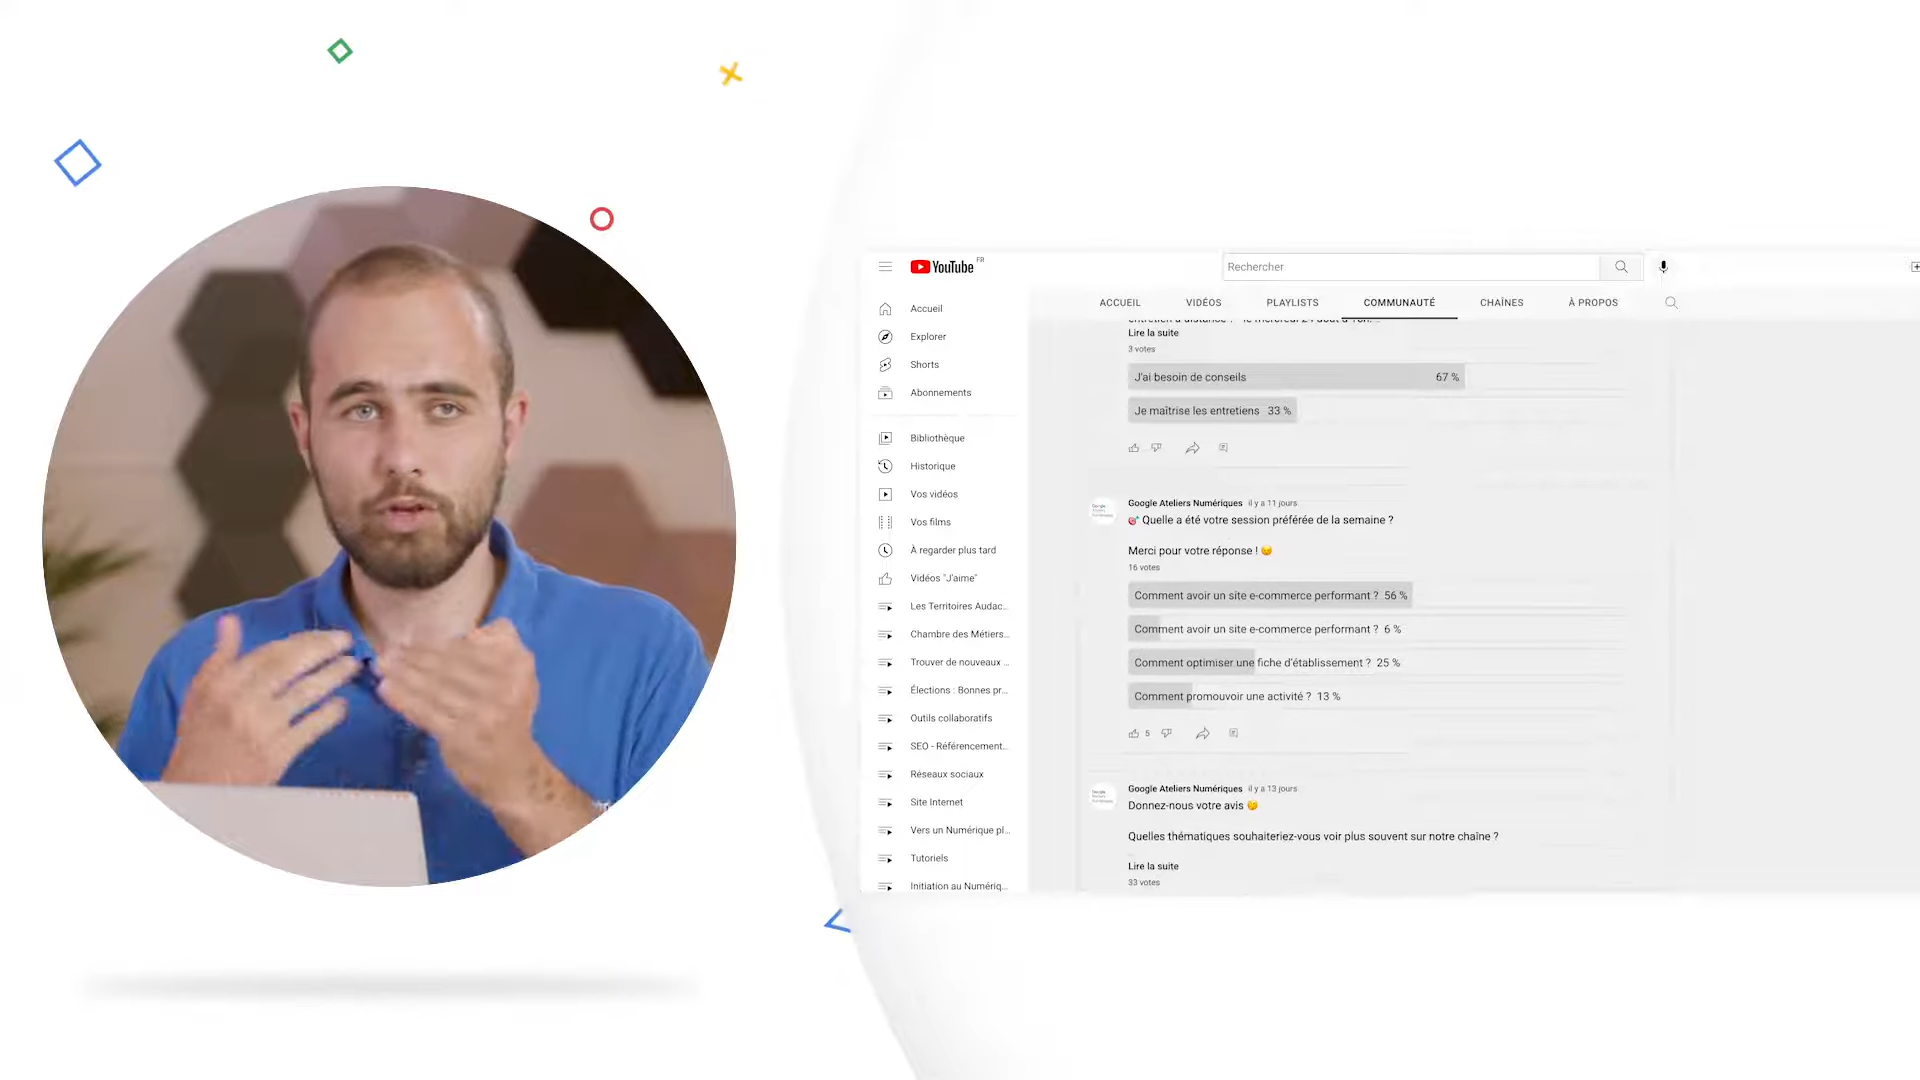 YouTube FR
Rechercher
ACCUEIL VIDÉOS PLAYLISTS COMMUNAUTÉ CHAÎNES À PROPOS
Accueil
Explorer
Shorts
Abonnements
Bibliothèque
Historique
Vos vidéos
Vos films
À regarder plus tard
Vidéos "J'aime"
Les Territoires Audac...
Chambre des Métiers...
Trouver de nouveaux ...
Élections : Bonnes pr...
Outils collaboratifs
SEO - Référencement...
Réseaux sociaux
Site Internet
Vers un Numérique pl...
Tutoriels
Initiation au Numériq...
Lire la suite
3 votes
J'ai besoin de conseils 67 %
Je maîtrise les entretiens 33 %
Google Ateliers Numériques il y a 11 jours
🎯 Quelle a été votre session préférée de la semaine ?
Merci pour votre réponse ! 😉
16 votes
Comment avoir un site e-commerce performant ? 56 %
Comment avoir un site e-commerce performant ? 6 %
Comment optimiser une fiche d'établissement ? 25 %
Comment promouvoir une activité ? 13 %
5
Google Ateliers Numériques il y a 13 jours
Donnez-nous votre avis 😊
Quelles thématiques souhaiteriez-vous voir plus souvent sur notre chaîne ?
Lire la suite
33 votes